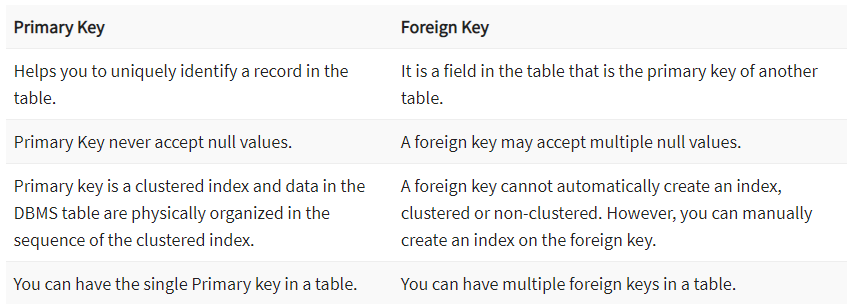 Primary Key
Foreign Key
Helps you to uniquely identify a record in the
table.
It is a field in the table that is the primary key of another
table.
Primary Key never accept null values.
A foreign key may accept multiple null values.
Primary key is a clustered index and data in the
DBMS table are physically organized in the
sequence of the clustered index.
A foreign key cannot automatically create an index,
clustered or non-clustered. However, you can manually
create an index on the foreign key.
You can have the single Primary key in a table.
You can have multiple foreign keys in a table.